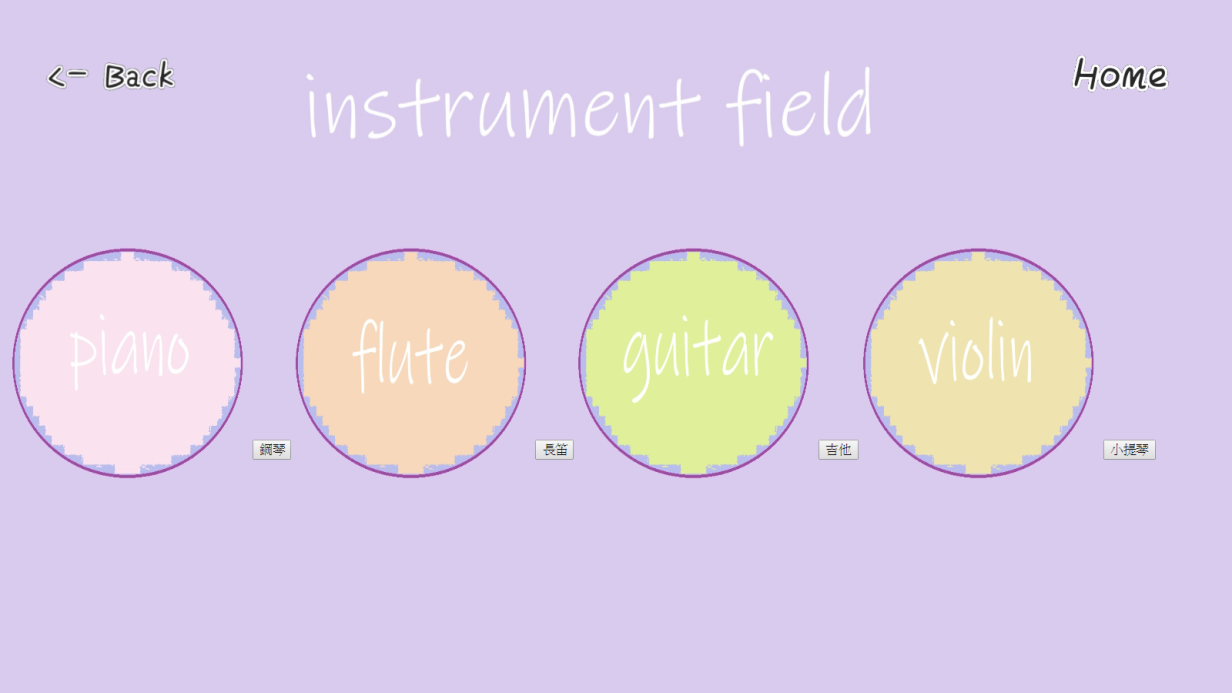 <- Back
instrument field
Home
piano
鋼琴
flute
長笛
guitar
吉他
violin
小提琴